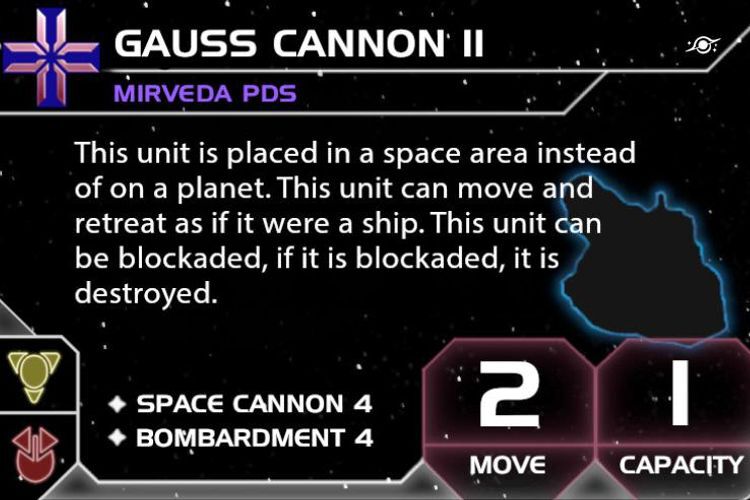 GAUSS CANNON II
MIRVEDA PDS
This unit is placed in a space area instead
of on a planet. This unit can move and
retreat as if it were a ship. This unit can
be blockaded, if it is blockaded, it is
destroyed.
SPACE CANNON 4
BOMBARDMENT 4
2
MOVE
1
CAPACITY